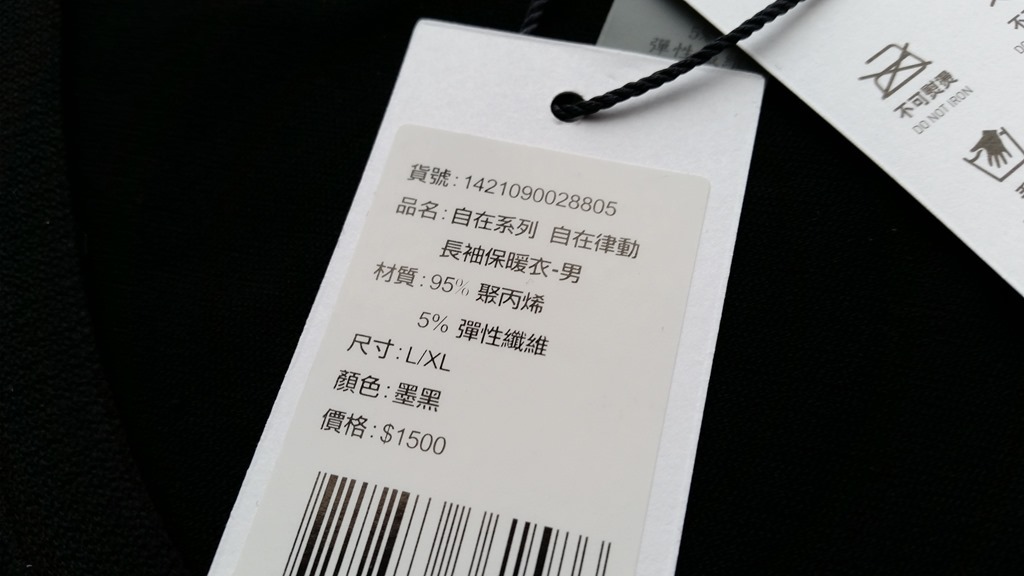 貨號:1421090028805
品名:自在系列 自在律動
長袖保暖衣-男
材質:95% 聚丙烯
5% 彈性纖維
尺寸:L/XL
顏色:墨黑
價格:$1500
彈性
不可熨燙
DO NOT IRON